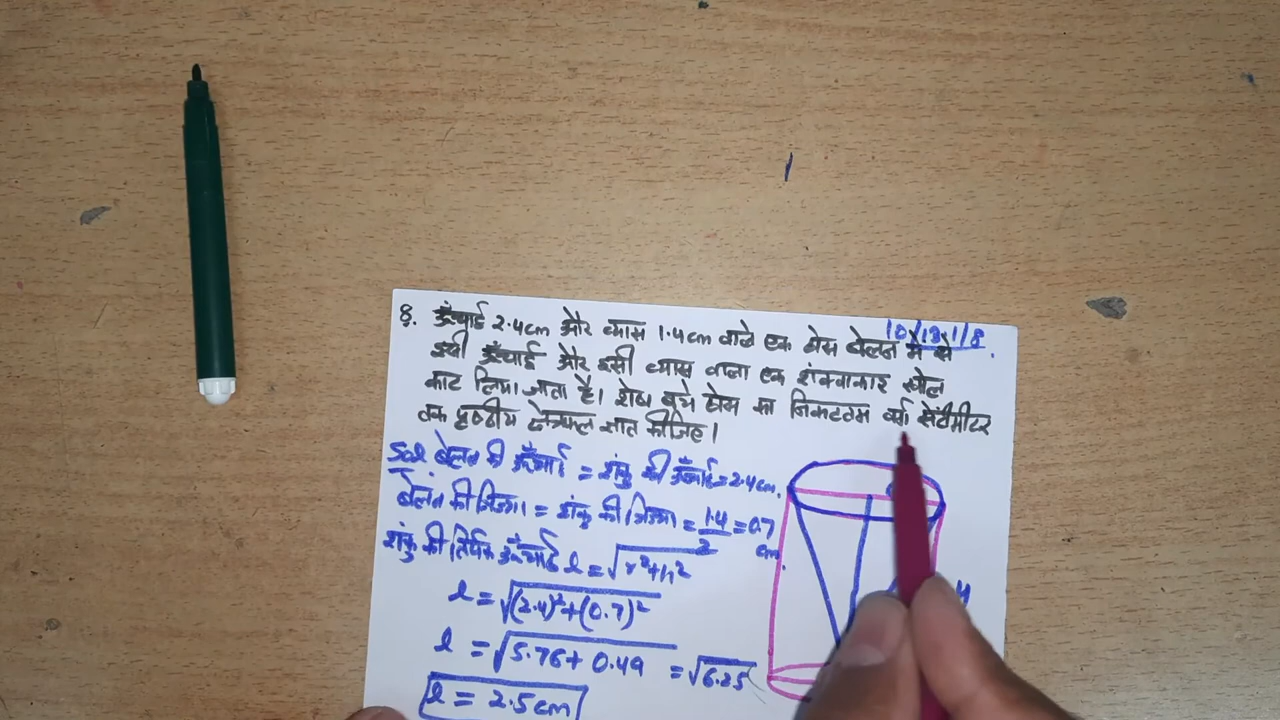 10/13.1/8.
8. ऊँचाई 2.4cm और व्यास 1.4cm वाले एक ठोस बेलन में से
इसी ऊँचाई और इसी व्यास वाला एक शंक्वाकार खोल
काट लिया जाता है। शेष बचे ठोस का निकटतम वर्ग सेंटीमीटर
तक पृष्ठीय क्षेत्रफल ज्ञात कीजिए।
Sol बेलन की ऊँचाई = शंकु की ऊँचाई = 2.4cm.
बेलन की त्रिज्या = शंकु की त्रिज्या = 1.4/2 = 0.7 cm
शंकु की तिर्यक ऊँचाई l = √r²+h²
l = √(2.4)²+(0.7)²
l = √5.76+0.49 = √6.25
l = 2.5cm